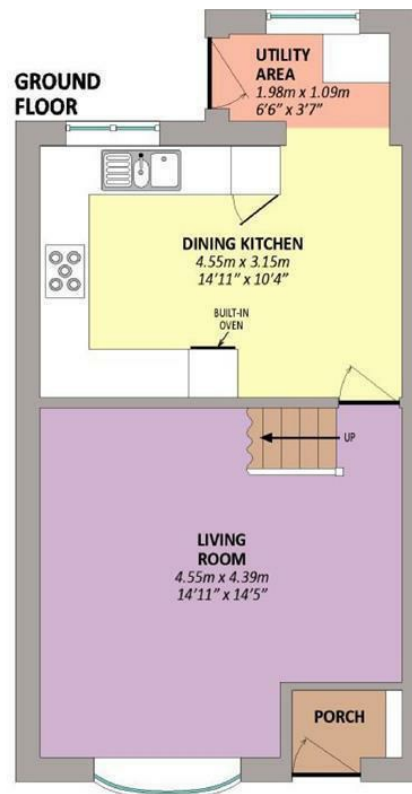 GROUND
FLOOR
UTILITY
AREA
1.98m x 1.09m
6'6" x 3'7"
DINING KITCHEN
4.55m x 3.15m
14'11" x 10'4"
BUILT-IN
OVEN
UP
LIVING
ROOM
4.55m x 4.39m
14'11" x 14'5"
PORCH